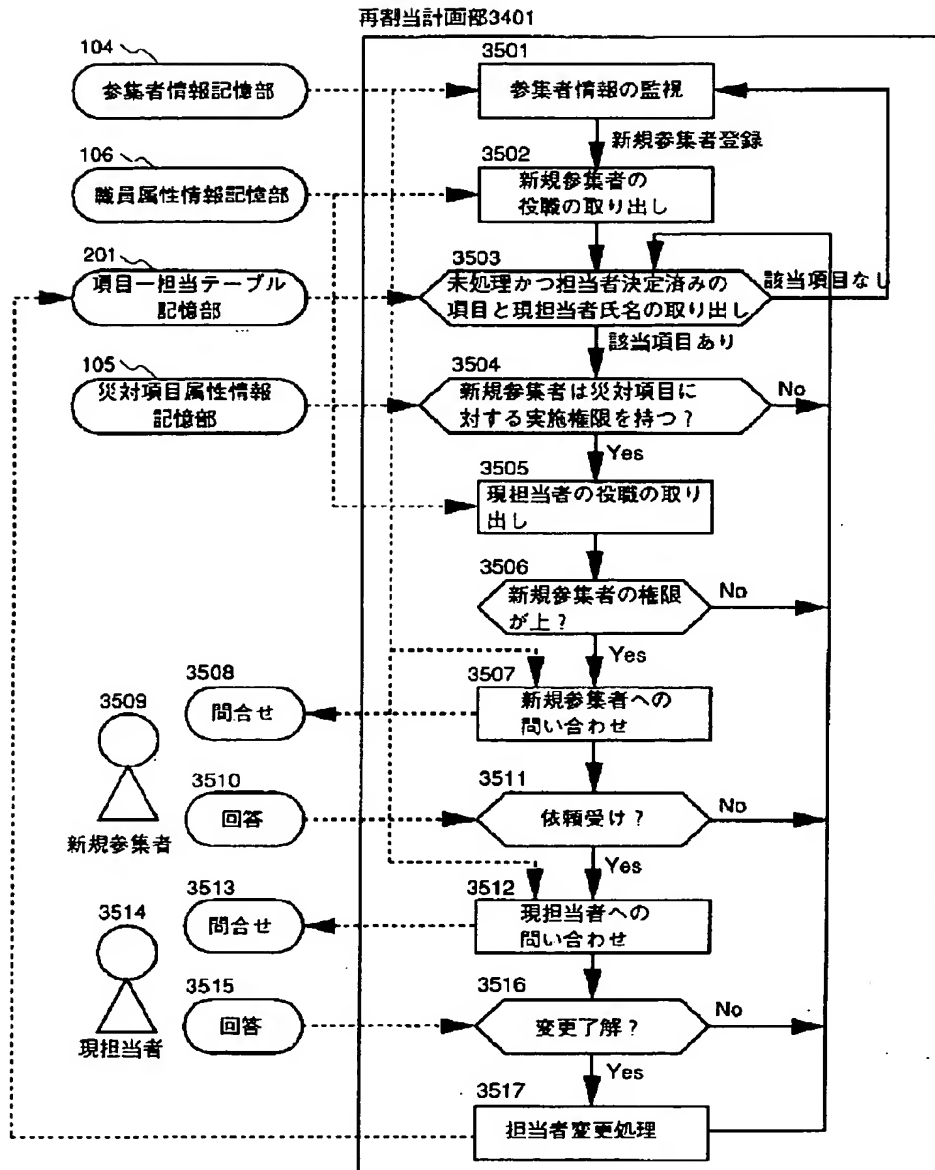 再割当計画部3401
104
参集者情報記憶部
3501
参集者情報の監視
新規参集者登録
106
職員属性情報記憶部
3502
新規参集者の
役職の取り出し
201
項目ー担当テーブル
記憶部
3503
未処理かつ担当者決定済みの
項目と現担当者氏名の取り出し
該当項目なし
該当項目あり
105
災対項目属性情報
記憶部
3504
新規参集者は災対項目に
対する実施権限を持つ?
No
Yes
3505
現担当者の役職の取り
出し
3506
新規参集者の権限
が上?
No
Yes
3507
新規参集者への
問い合わせ
3508
問合せ
3509
新規参集者
3510
回答
3511
依頼受け?
No
Yes
3512
現担当者への
問い合わせ
3513
問合せ
3514
現担当者
3515
回答
3516
変更了解?
No
Yes
3517
担当者変更処理